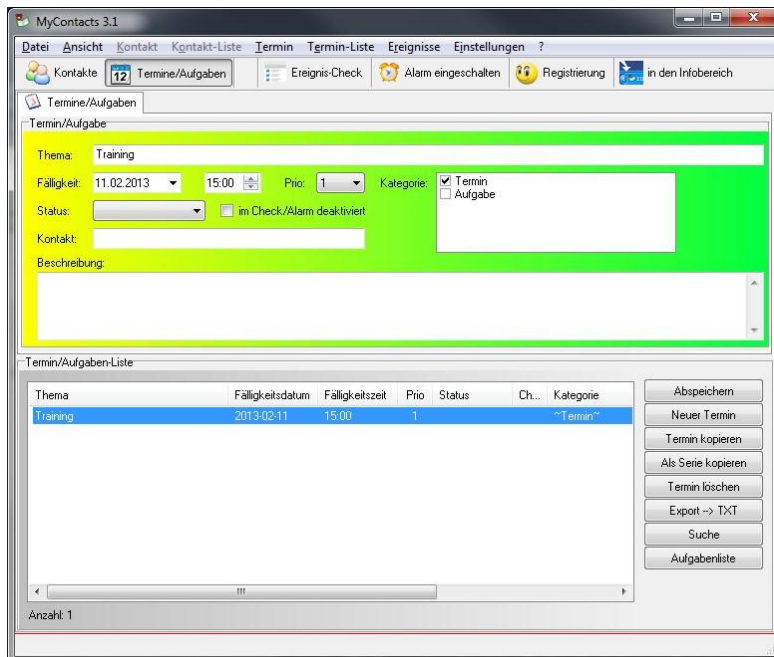 MyContacts 3.1
Datei Ansicht Kontakt Kontakt-Liste Termin Termin-Liste Ereignisse Einstellungen ?
Kontakte 12 Termine/Aufgaben Ereignis-Check Alarm eingeschalten Registrierung in den Infobereich
Termine/Aufgaben
Termin/Aufgabe
Thema: Training
Fälligkeit: 11.02.2013 15:00 Prio: 1 Kategorie: Termin
Aufgabe
Status: im Check/Alarm deaktiviert
Kontakt:
Beschreibung:
Termin/Aufgaben-Liste
Thema Fälligkeitsdatum Fälligkeitszeit Prio Status Ch... Kategorie
Training 2013-02-11 15:00 1 ~Termin~
Abspeichern
Neuer Termin
Termin kopieren
Als Serie kopieren
Termin löschen
Export --> TXT
Suche
Aufgabenliste
Anzahl: 1